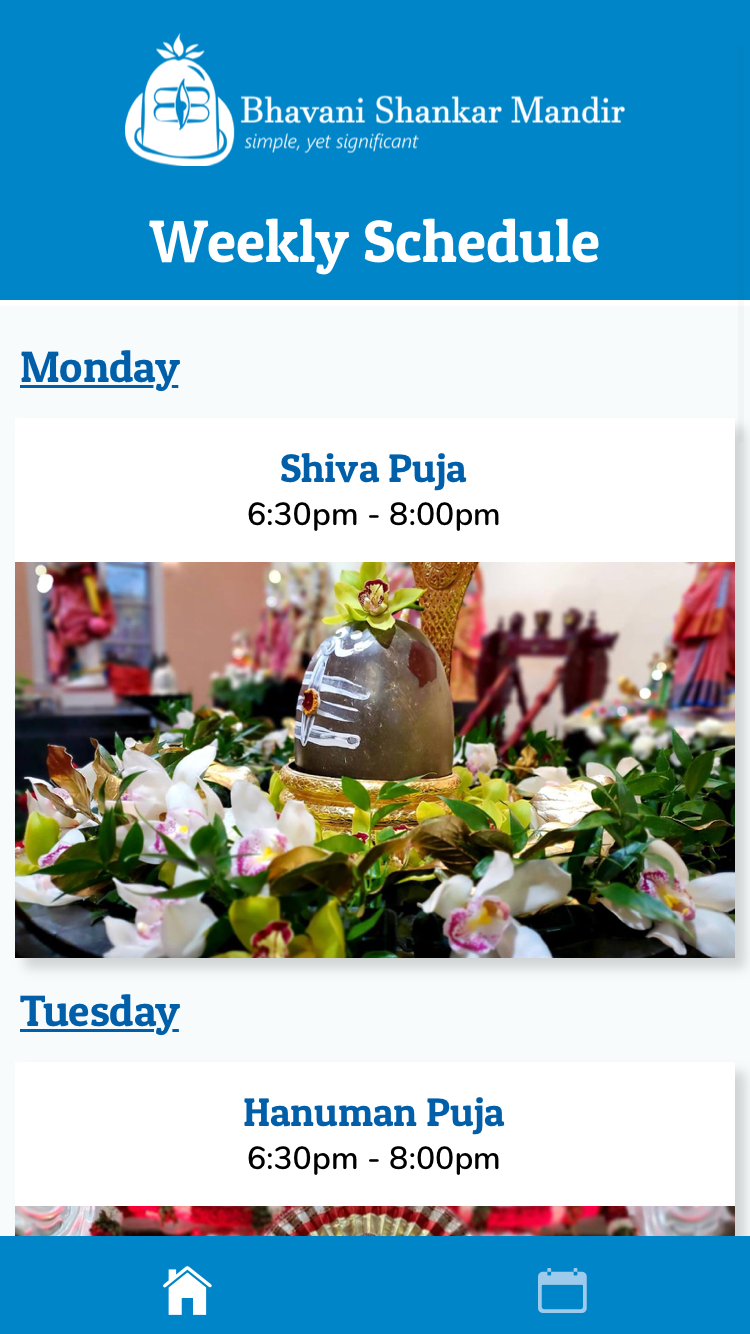 Bhavani Shankar Mandir
simple, yet significant
Weekly Schedule
Monday
Shiva Puja
6:30pm - 8:00pm
Tuesday
Hanuman Puja
6:30pm - 8:00pm